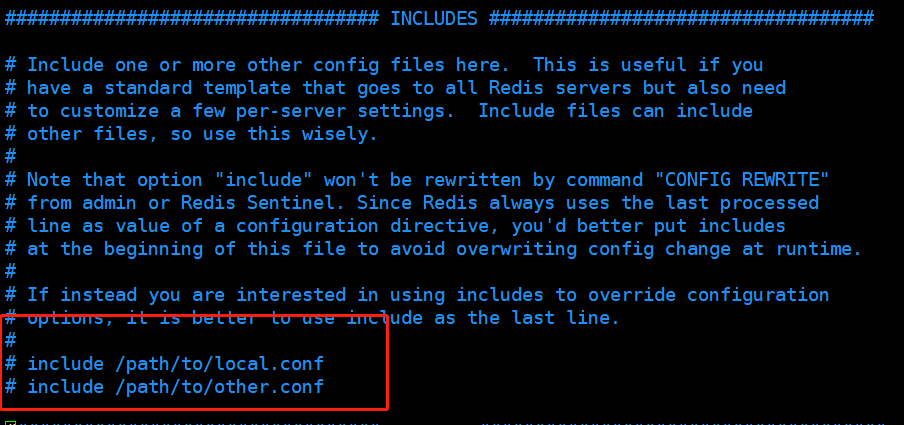 ################################## INCLUDES ###################################
# Include one or more other config files here.  This is useful if you
# have a standard template that goes to all Redis servers but also need
# to customize a few per-server settings.  Include files can include
# other files, so use this wisely.
#
# Note that option "include" won't be rewritten by command "CONFIG REWRITE"
# from admin or Redis Sentinel. Since Redis always uses the last processed
# line as value of a configuration directive, you'd better put includes
# at the beginning of this file to avoid overwriting config change at runtime.
#
# If instead you are interested in using includes to override configuration
# options, it is better to use include as the last line.
#
# include /path/to/local.conf
# include /path/to/other.conf